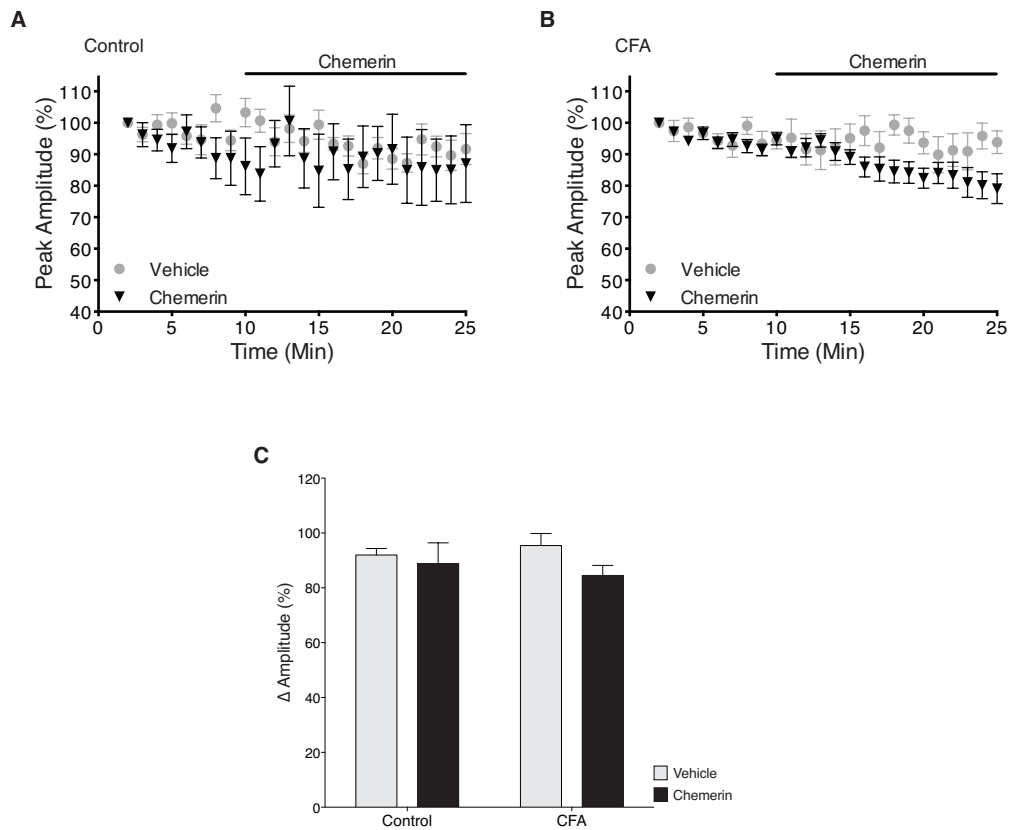 A
Control
Chemerin
110
100
90
80
70
60
50
40
Peak Amplitude (%)
Vehicle
Chemerin
0 5 10 15 20 25
Time (Min)
B
CFA
Chemerin
110
100
90
80
70
60
50
40
Peak Amplitude (%)
Vehicle
Chemerin
0 5 10 15 20 25
Time (Min)
C
120
100
80
60
40
20
0
Δ Amplitude (%)
Control CFA
Vehicle
Chemerin